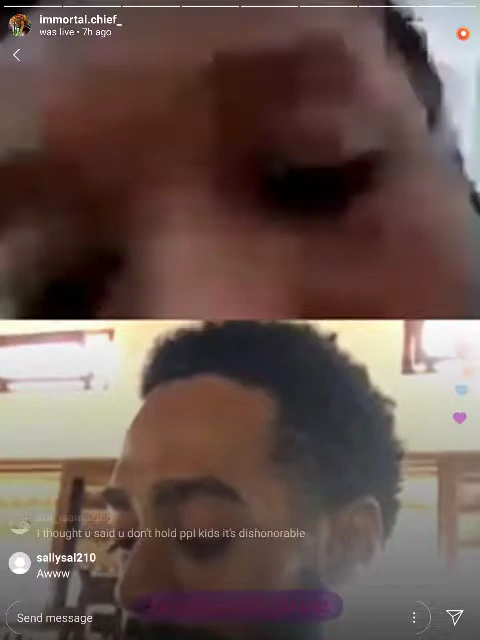 immortal.chief_
was live • 7h ago
I thought u said u don't hold ppl kids it's dishonorable
sallysal210
Awww
Send message